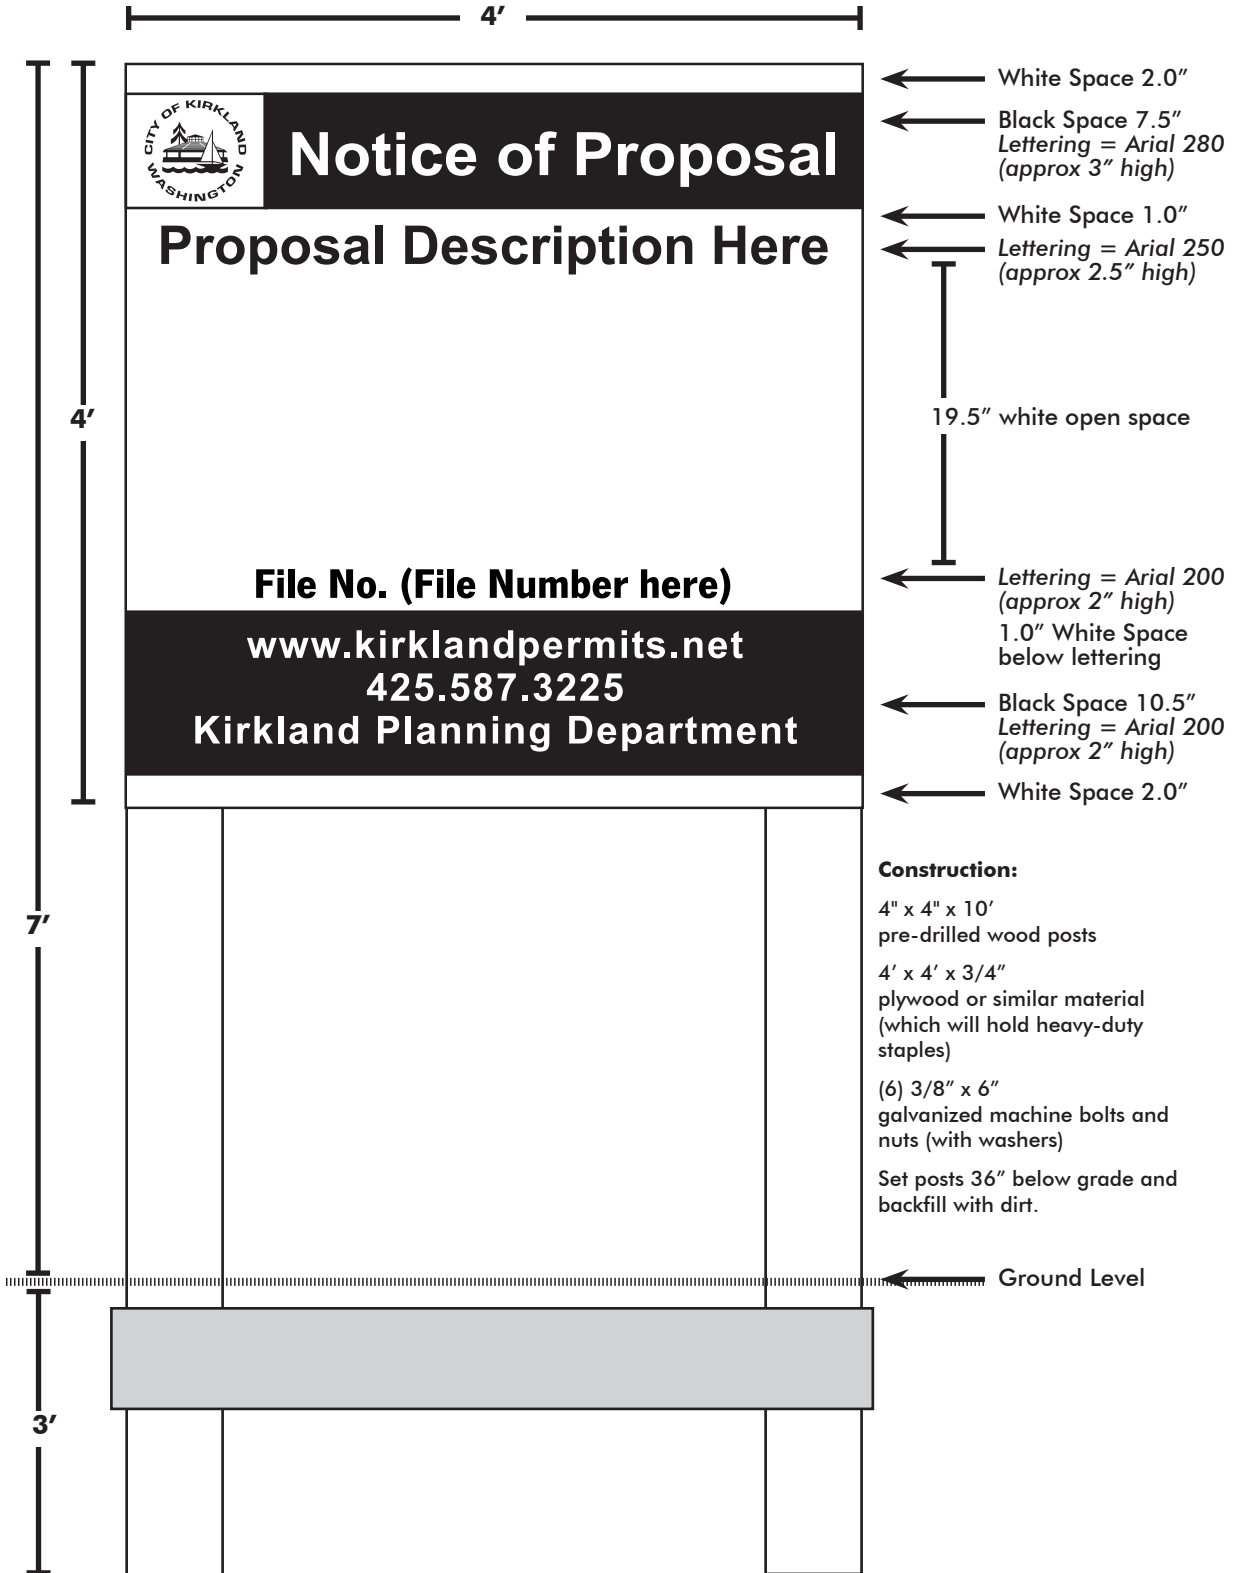 4’
White Space 2.0”
CITY OF KIRKLAND
WASHINGTON
Notice of Proposal
Black Space 7.5”
Lettering = Arial 280
(approx 3” high)
White Space 1.0”
Proposal Description Here
Lettering = Arial 250
(approx 2.5” high)
4’
19.5” white open space
File No. (File Number here)
Lettering = Arial 200
(approx 2” high)
1.0” White Space
below lettering
www.kirklandpermits.net
425.587.3225
Kirkland Planning Department
Black Space 10.5”
Lettering = Arial 200
(approx 2” high)
White Space 2.0”
Construction:
4" x 4" x 10’
pre-drilled wood posts
4’ x 4’ x 3/4”
plywood or similar material
(which will hold heavy-duty
staples)
(6) 3/8” x 6”
galvanized machine bolts and
nuts (with washers)
Set posts 36” below grade and
backfill with dirt.
7’
Ground Level
3’